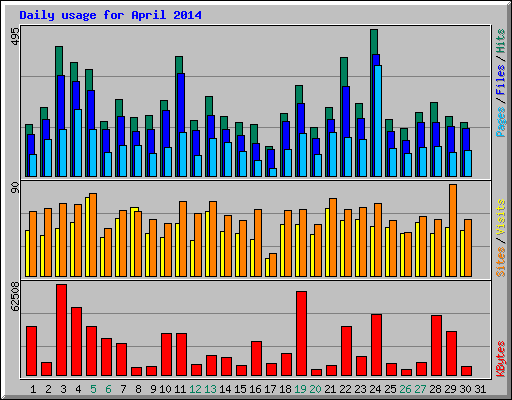 Daily usage for April 2014
495
Pages / Files / Hits
90
Sites / Visits
62508
KBytes
1 2 3 4 5 6 7 8 9 10 11 12 13 14 15 16 17 18 19 20 21 22 23 24 25 26 27 28 29 30 31